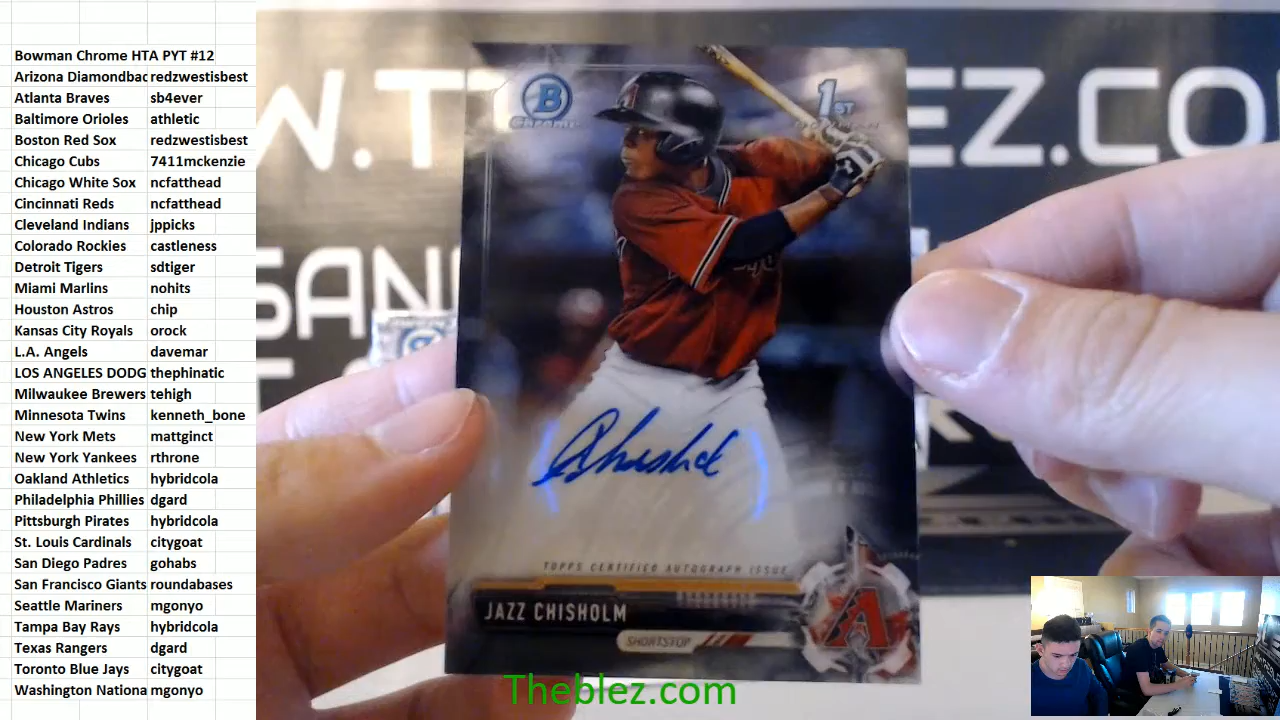 Bowman Chrome HTA PYT #12
Arizona Diamondbac redzwestisbest
Atlanta Braves sb4ever
Baltimore Orioles athletic
Boston Red Sox redzwestisbest
Chicago Cubs 7411mckenzie
Chicago White Sox ncfatthead
Cincinnati Reds ncfatthead
Cleveland Indians jppicks
Colorado Rockies castleness
Detroit Tigers sdtiger
Miami Marlins nohits
Houston Astros chip
Kansas City Royals orock
L.A. Angels davemar
LOS ANGELES DODG thephinatic
Milwaukee Brewers tehigh
Minnesota Twins kenneth_bone
New York Mets mattginct
New York Yankees rthrone
Oakland Athletics hybridcola
Philadelphia Phillies dgard
Pittsburgh Pirates hybridcola
St. Louis Cardinals citygoat
San Diego Padres gohabs
San Francisco Giants roundabases
Seattle Mariners mgonyo
Tampa Bay Rays hybridcola
Texas Rangers dgard
Toronto Blue Jays citygoat
Washington Nationa mgonyo
W.T
EZ.CO
SAN
B
Chrome
1ST
BOWMAN
A
TOPPS CERTIFIED AUTOGRAPH ISSUE
JAZZ CHISHOLM
SHORTSTOP
A
Theblez.com